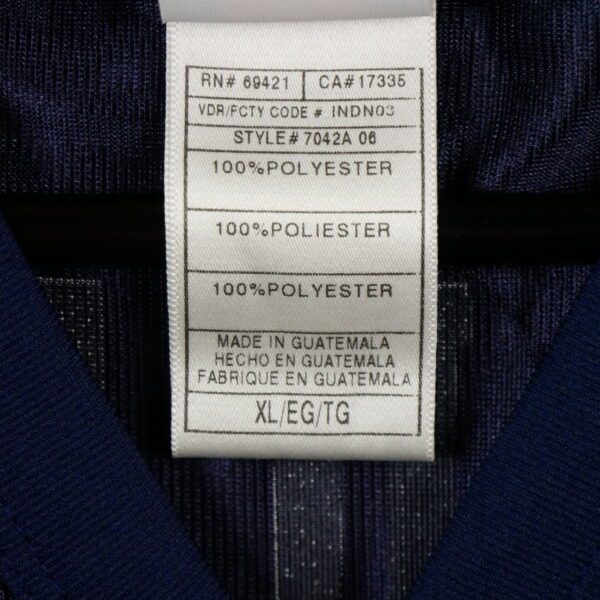 RN# 69421 CA# 17335
VDR/FCTY CODE # INDN03
STYLE# 7042A 06
100%POLYESTER
100%POLIESTER
100%POLYESTER
MADE IN GUATEMALA
HECHO EN GUATEMALA
FABRIQUE EN GUATEMALA
XL/EG/TG